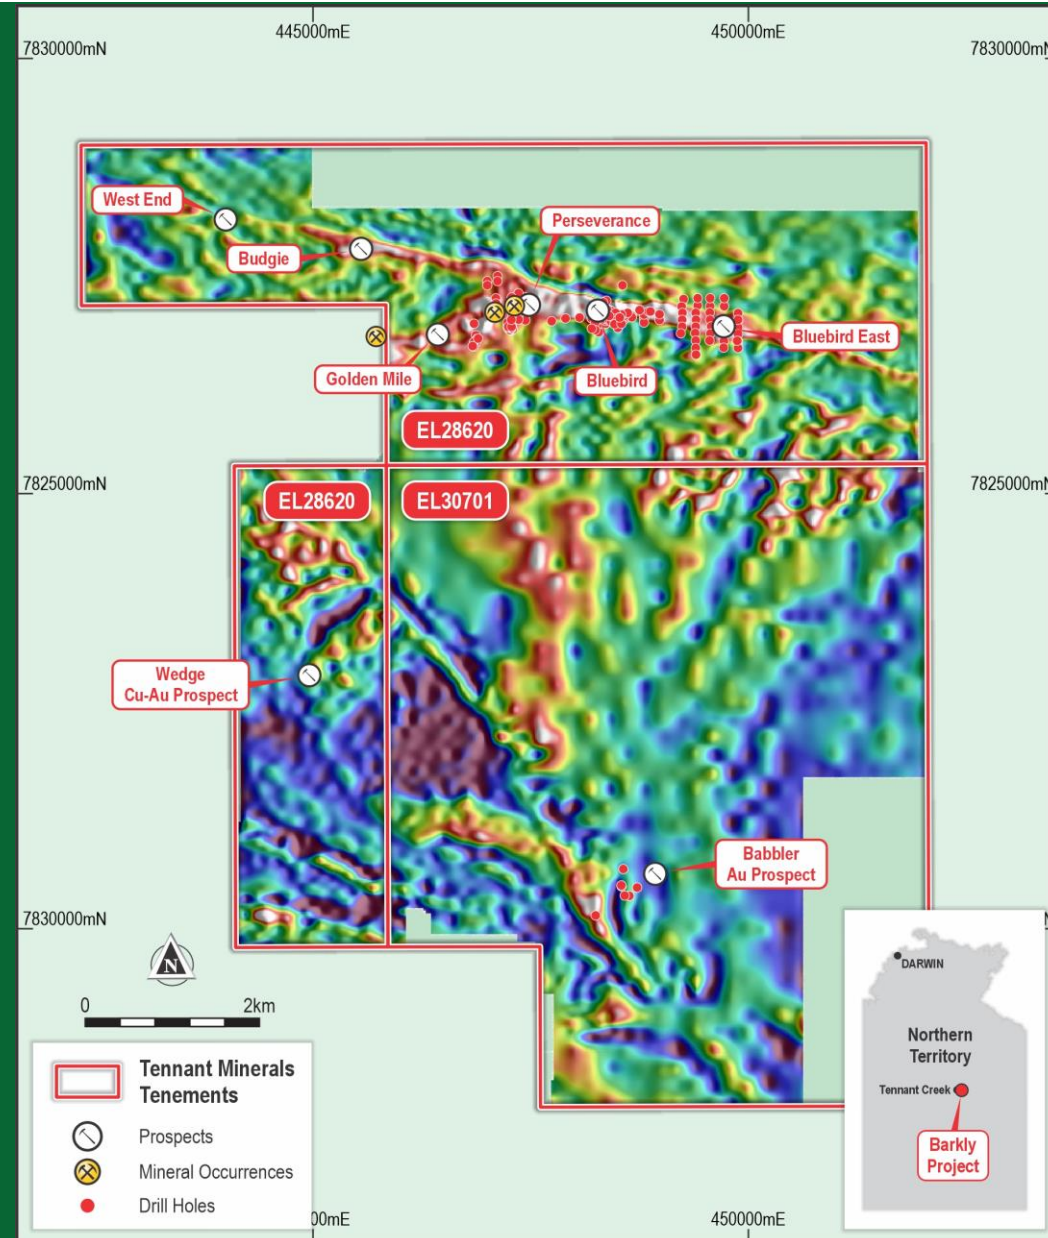 445000mE
450000mE
7830000mN
7830000mN
West End
Perseverance
Budgie
Bluebird East
Golden Mile
Bluebird
EL28620
7825000mN
7825000mN
EL28620
EL30701
Wedge
Cu-Au Prospect
Babbler
Au Prospect
7830000mN
N
0
2km
Tennant Minerals
Tenements
Prospects
Mineral Occurrences
Drill Holes
DARWIN
Northern
Territory
Tennant Creek
Barkly
Project
00mE
450000mE